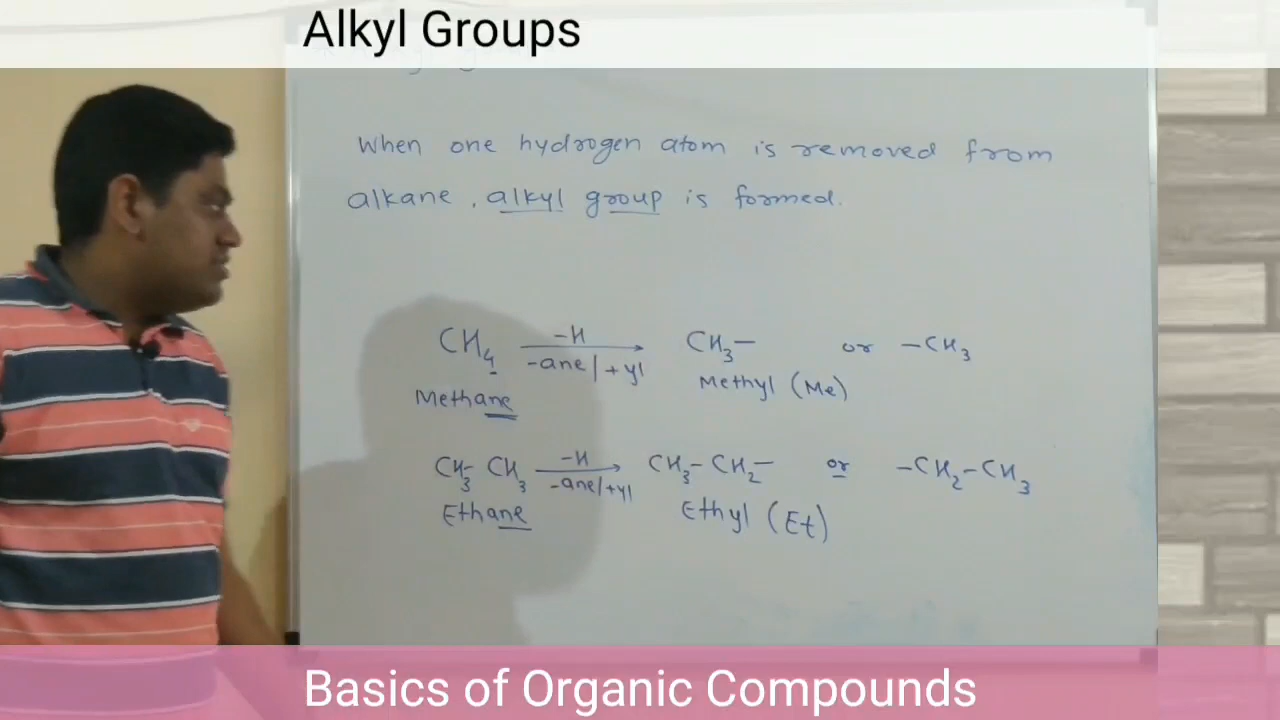 Alkyl Groups
When one hydrogen atom is removed from
alkane, alkyl group is formed.
CH4 -H CH3- or -CH3
-ane/+yl
Methane Methyl (Me)
CH3-CH3 -H CH3-CH2- or -CH2-CH3
-ane/+yl
Ethane Ethyl (Et)
Basics of Organic Compounds